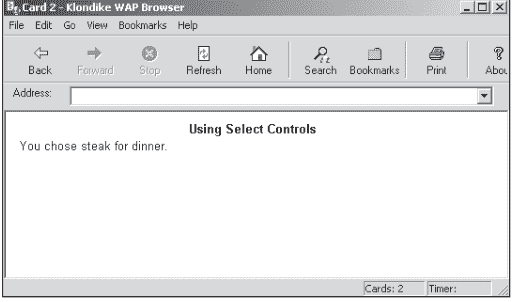 Card 2 - Klondike WAP Browser
File Edit Go View Bookmarks Help
Back Forward Stop Refresh Home Search Bookmarks Print Abou
Address:
Using Select Controls
You chose steak for dinner.
Cards: 2 Timer: